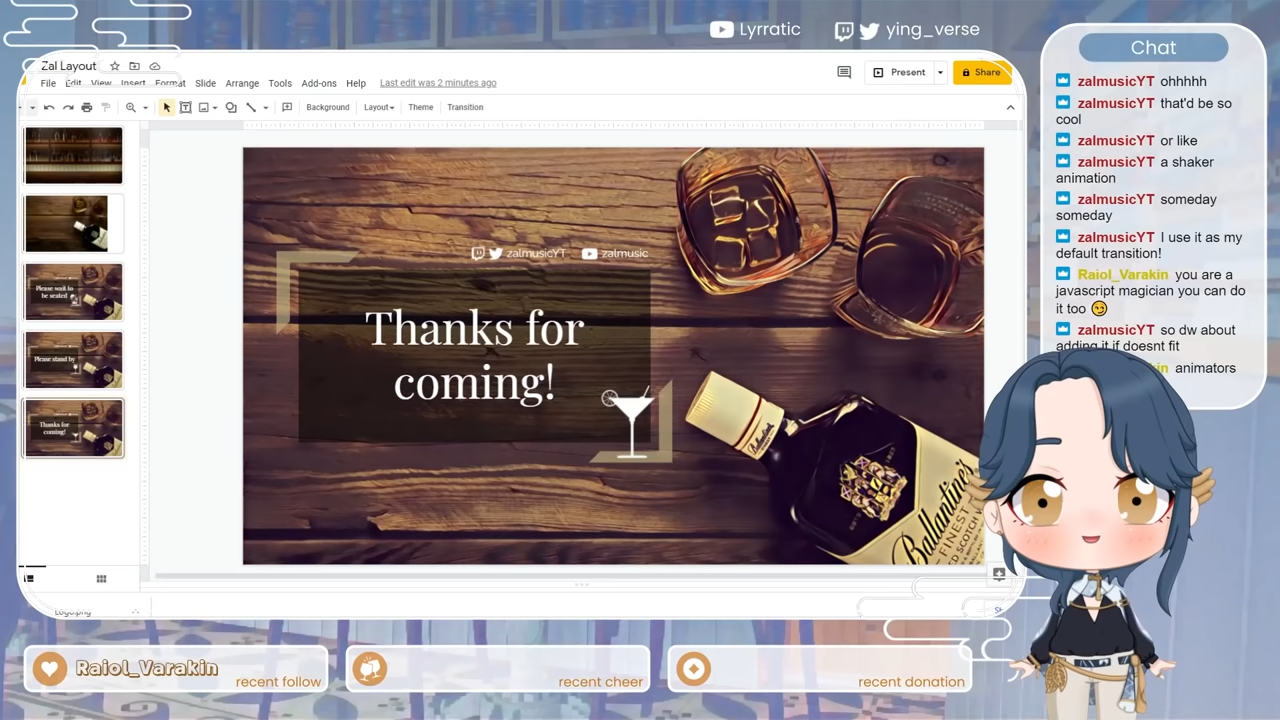 Lyrratic
ying_verse
Zal Layout
File Edit View Insert Format Slide Arrange Tools Add-ons Help Last edit was 2 minutes ago
Present
Share
Background Layout Theme Transition
Please wait to
be seated
Please stand by
Thanks for
coming!
zalmusicYT zalmusic
Thanks for
coming!
Ballantine's
Ballantine's
FINEST
SCOTCH
Logo.png
Chat
zalmusicYT ohhhhh
zalmusicYT that'd be so
cool
zalmusicYT or like
zalmusicYT a shaker
animation
zalmusicYT someday
someday
zalmusicYT I use it as my
default transition!
Raiol_Varakin you are a
javascript magician you can do
it too
zalmusicYT so dw about
adding it if doesnt fit
animators
Raiol_Varakin
recent follow
recent cheer
recent donation